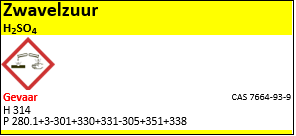 Zwavelzuur
H₂SO₄
Gevaar
CAS 7664-93-9
H 314
P 280.1+3-301+330+331-305+351+338